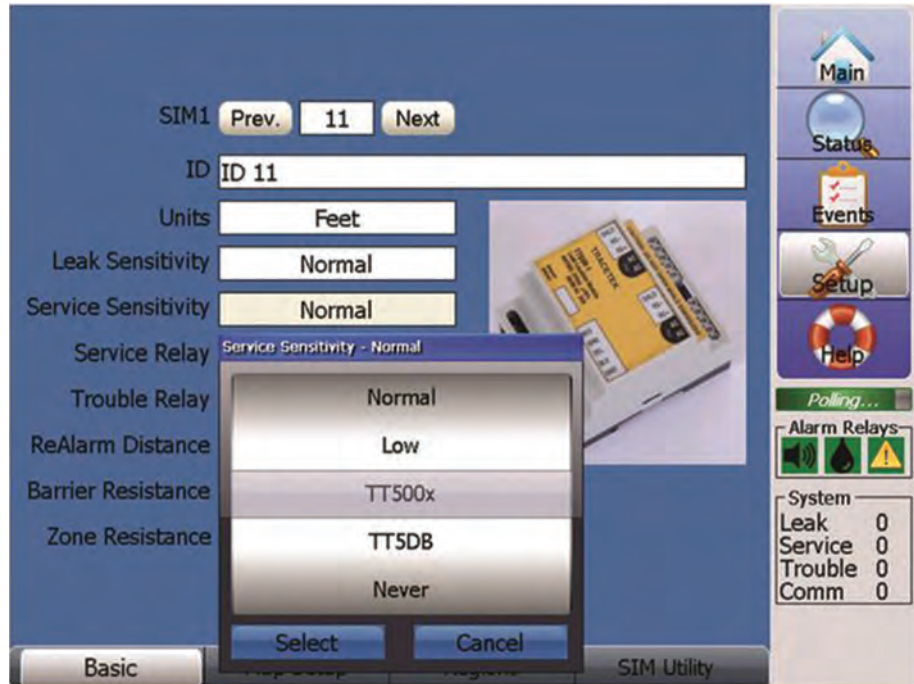 SIM1 Prev. 11 Next
ID ID 11
Units Feet
Leak Sensitivity Normal
Service Sensitivity Normal
Service Relay
Trouble Relay
ReAlarm Distance
Barrier Resistance
Zone Resistance
Service Sensitivity - Normal
Normal
Low
TT500x
TT5DB
Never
Select Cancel
TRACETEK
Basic
SIM Utility
Main
Status
Events
Setup
Help
Polling...
Alarm Relays
System
Leak 0
Service 0
Trouble 0
Comm 0